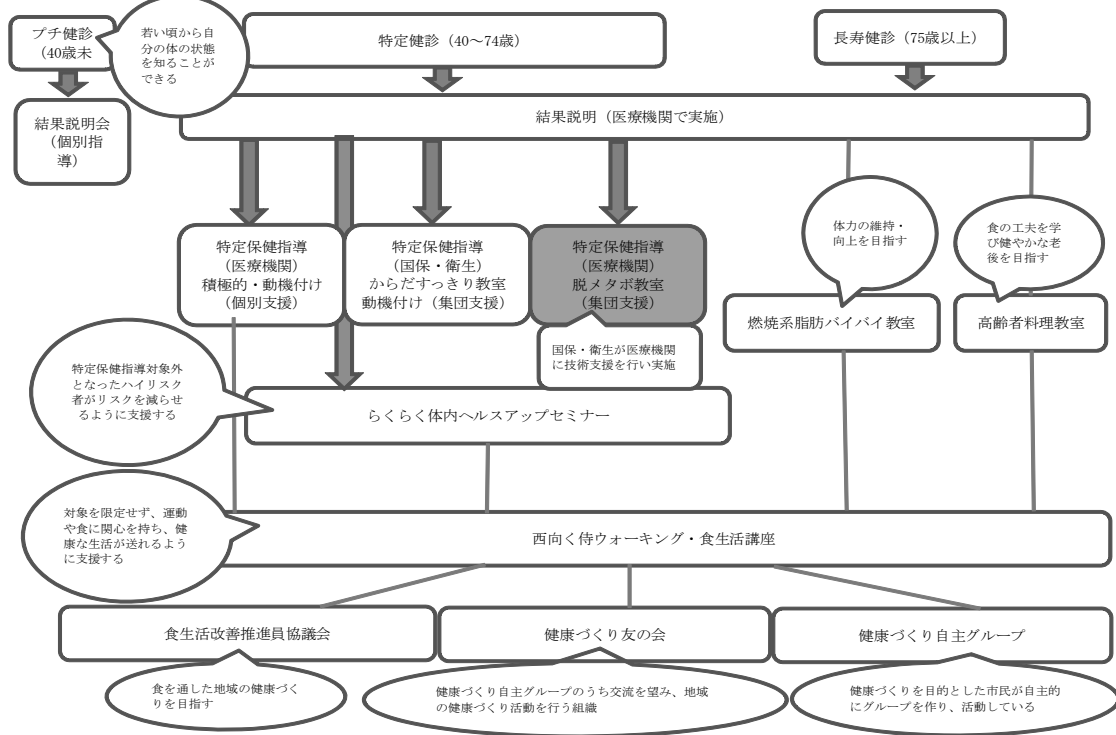 プチ健診
（40歳未
若い頃から自
分の体の状態
を知ることが
できる
特定健診（40～74歳）
長寿健診（75歳以上）
結果説明会
（個別指
導）
結果説明（医療機関で実施）
特定保健指導
（医療機関）
積極的・動機付け
（個別支援）
特定保健指導
（国保・衛生）
からだすっきり教室
動機付け（集団支援）
特定保健指導
（医療機関）
脱メタボ教室
（集団支援）
国保・衛生が医療機関
に技術支援を行い実施
体力の維持・
向上を目指す
食の工夫を学
び健やかな老
後を目指す
燃焼系脂肪バイバイ教室
高齢者料理教室
特定保健指導対象外
となったハイリスク
者がリスクを減らせ
るように支援する
らくらく体内ヘルスアップセミナー
対象を限定せず、運動
や食に関心を持ち、健
康な生活が送れるよう
に支援する
西向く侍ウォーキング・食生活講座
食生活改善推進員協議会
健康づくり友の会
健康づくり自主グループ
食を通した地域の健康づく
りを目指す
健康づくり自主グループのうち交流を望み、地域
の健康づくり活動を行う組織
健康づくりを目的とした市民が自主的
にグループを作り、活動している